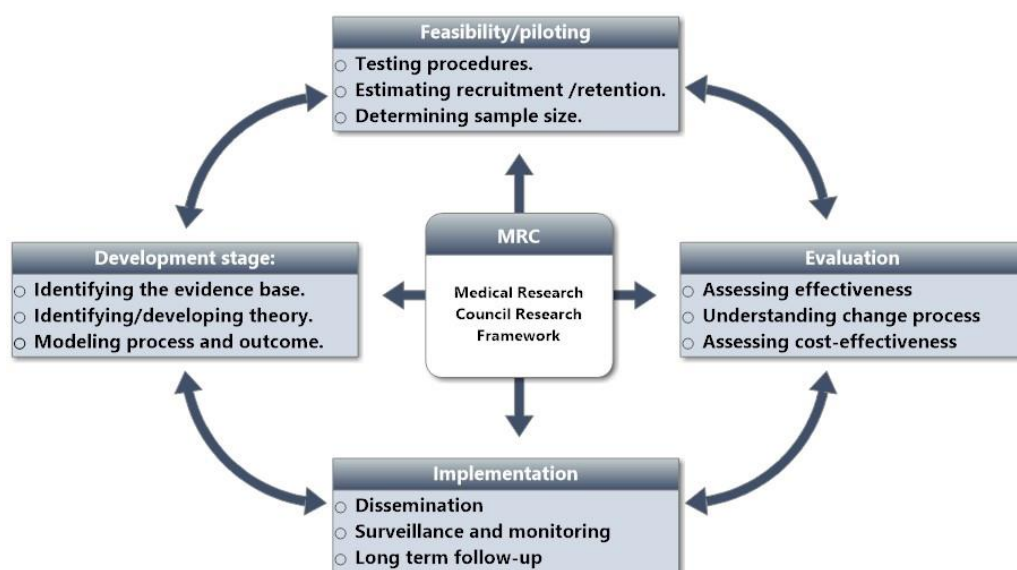 Feasibility/piloting
○ Testing procedures.
○ Estimating recruitment /retention.
○ Determining sample size.
Development stage:
○ Identifying the evidence base.
○ Identifying/developing theory.
○ Modeling process and outcome.
MRC
Medical Research
Council Research
Framework
Evaluation
○ Assessing effectiveness
○ Understanding change process
○ Assessing cost-effectiveness
Implementation
○ Dissemination
○ Surveillance and monitoring
○ Long term follow-up